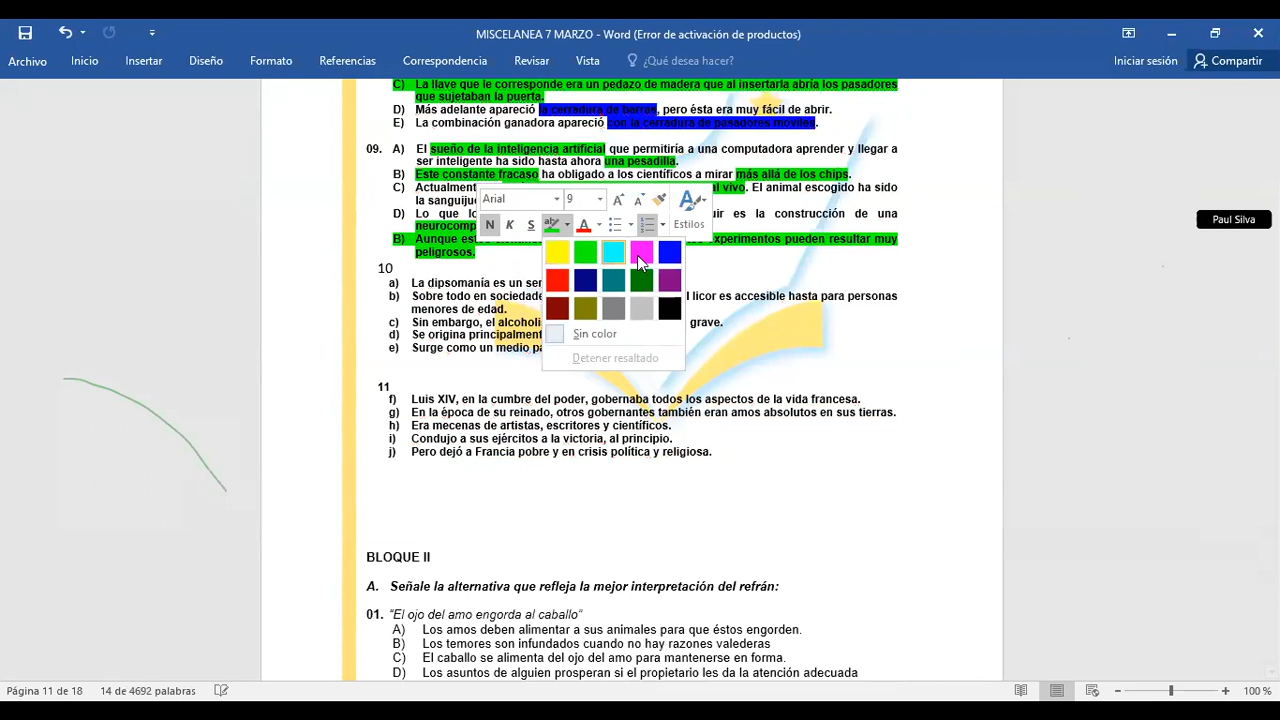 MISCELANEA 7 MARZO - Word (Error de activación de productos)
Archivo Inicio Insertar Diseño Formato Referencias Correspondencia Revisar Vista ¿Qué desea hacer? Iniciar sesión Compartir
C) La llave que le corresponde era un pedazo de madera que al insertarla abría los pasadores
que sujetaban la puerta.
D) Más adelante apareció la cerradura de barras, pero ésta era muy fácil de abrir.
E) La combinación ganadora apareció con la cerradura de pasadores moviles.
09. A) El sueño de la inteligencia artificial que permitiría a una computadora aprender y llegar a
ser inteligente ha sido hasta ahora una pesadilla.
B) Este constante fracaso ha obligado a los científicos a mirar más allá de los chips.
C) Actualment al vivo. El animal escogido ha sido
la sanguiju
D) Lo que lo uir es la construcción de una
neurocomp
B) Aunque esto experimentos pueden resultar muy
peligrosos.
Arial 9
N K S Estilos
Sin color
Detener resaltado
Paul Silva
10
a) La dipsomanía es un se
b) Sobre todo en sociedade l licor es accesible hasta para personas
menores de edad.
c) Sin embargo, el alcoholi grave.
d) Se origina principalment
e) Surge como un medio pa
11
f) Luis XIV, en la cumbre del poder, gobernaba todos los aspectos de la vida francesa.
g) En la época de su reinado, otros gobernantes también eran amos absolutos en sus tierras.
h) Era mecenas de artistas, escritores y científicos.
i) Condujo a sus ejércitos a la victoria, al principio.
j) Pero dejó a Francia pobre y en crisis política y religiosa.
BLOQUE II
A. Señale la alternativa que refleja la mejor interpretación del refrán:
01. "El ojo del amo engorda al caballo"
A) Los amos deben alimentar a sus animales para que éstos engorden.
B) Los temores son infundados cuando no hay razones valederas
C) El caballo se alimenta del ojo del amo para mantenerse en forma.
D) Los asuntos de alguien prosperan si el propietario les da la atención adecuada
Página 11 de 18 14 de 4692 palabras 100 %